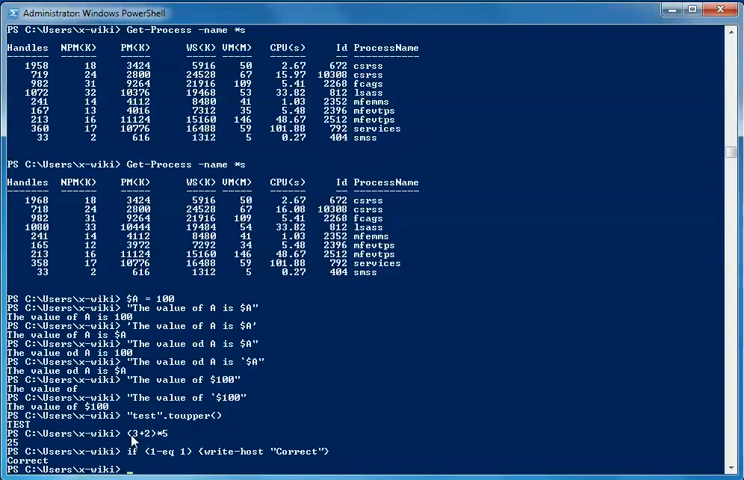 Administrator: Windows PowerShell
PS C:\Users\x-wiki> Get-Process -name *s
Handles NPM(K) PM(K) WS(K) VM(M) CPU(s) Id ProcessName
1958 18 3424 5916 50 2.67 672 csrss
719 24 2800 24528 67 15.97 10308 csrss
982 31 9264 21916 109 5.41 2268 fcags
1072 32 10376 19468 53 33.82 812 lsass
241 14 4112 8480 41 1.03 2352 mfemms
167 13 4016 7312 35 5.48 2396 mfevtps
213 16 11124 15160 146 48.67 2512 mfevtps
360 17 10776 16488 59 101.88 792 services
33 2 616 1312 5 0.27 404 smss
PS C:\Users\x-wiki> Get-Process -name *s
Handles NPM(K) PM(K) WS(K) VM(M) CPU(s) Id ProcessName
1968 18 3424 5916 50 2.67 672 csrss
718 24 2800 24528 67 16.08 10308 csrss
982 31 9264 21916 109 5.41 2268 fcags
1080 33 10444 19484 54 33.82 812 lsass
241 14 4112 8480 41 1.03 2352 mfemms
165 12 3972 7292 34 5.48 2396 mfevtps
213 16 11124 15160 146 48.67 2512 mfevtps
358 17 10776 16488 59 101.88 792 services
33 2 616 1312 5 0.27 404 smss
PS C:\Users\x-wiki> $A = 100
PS C:\Users\x-wiki> "The value of A is $A"
The value of A is 100
PS C:\Users\x-wiki> 'The value of A is $A'
The value of A is $A
PS C:\Users\x-wiki> "The value od A is $A"
The value od A is 100
PS C:\Users\x-wiki> "The value od A is `$A"
The value od A is $A
PS C:\Users\x-wiki> "The value of $100"
The value of
PS C:\Users\x-wiki> "The value of `$100"
The value of $100
PS C:\Users\x-wiki> "test".toupper()
TEST
PS C:\Users\x-wiki> (3+2)*5
25
PS C:\Users\x-wiki> if (1-eq 1) {write-host "Correct"}
Correct
PS C:\Users\x-wiki> _